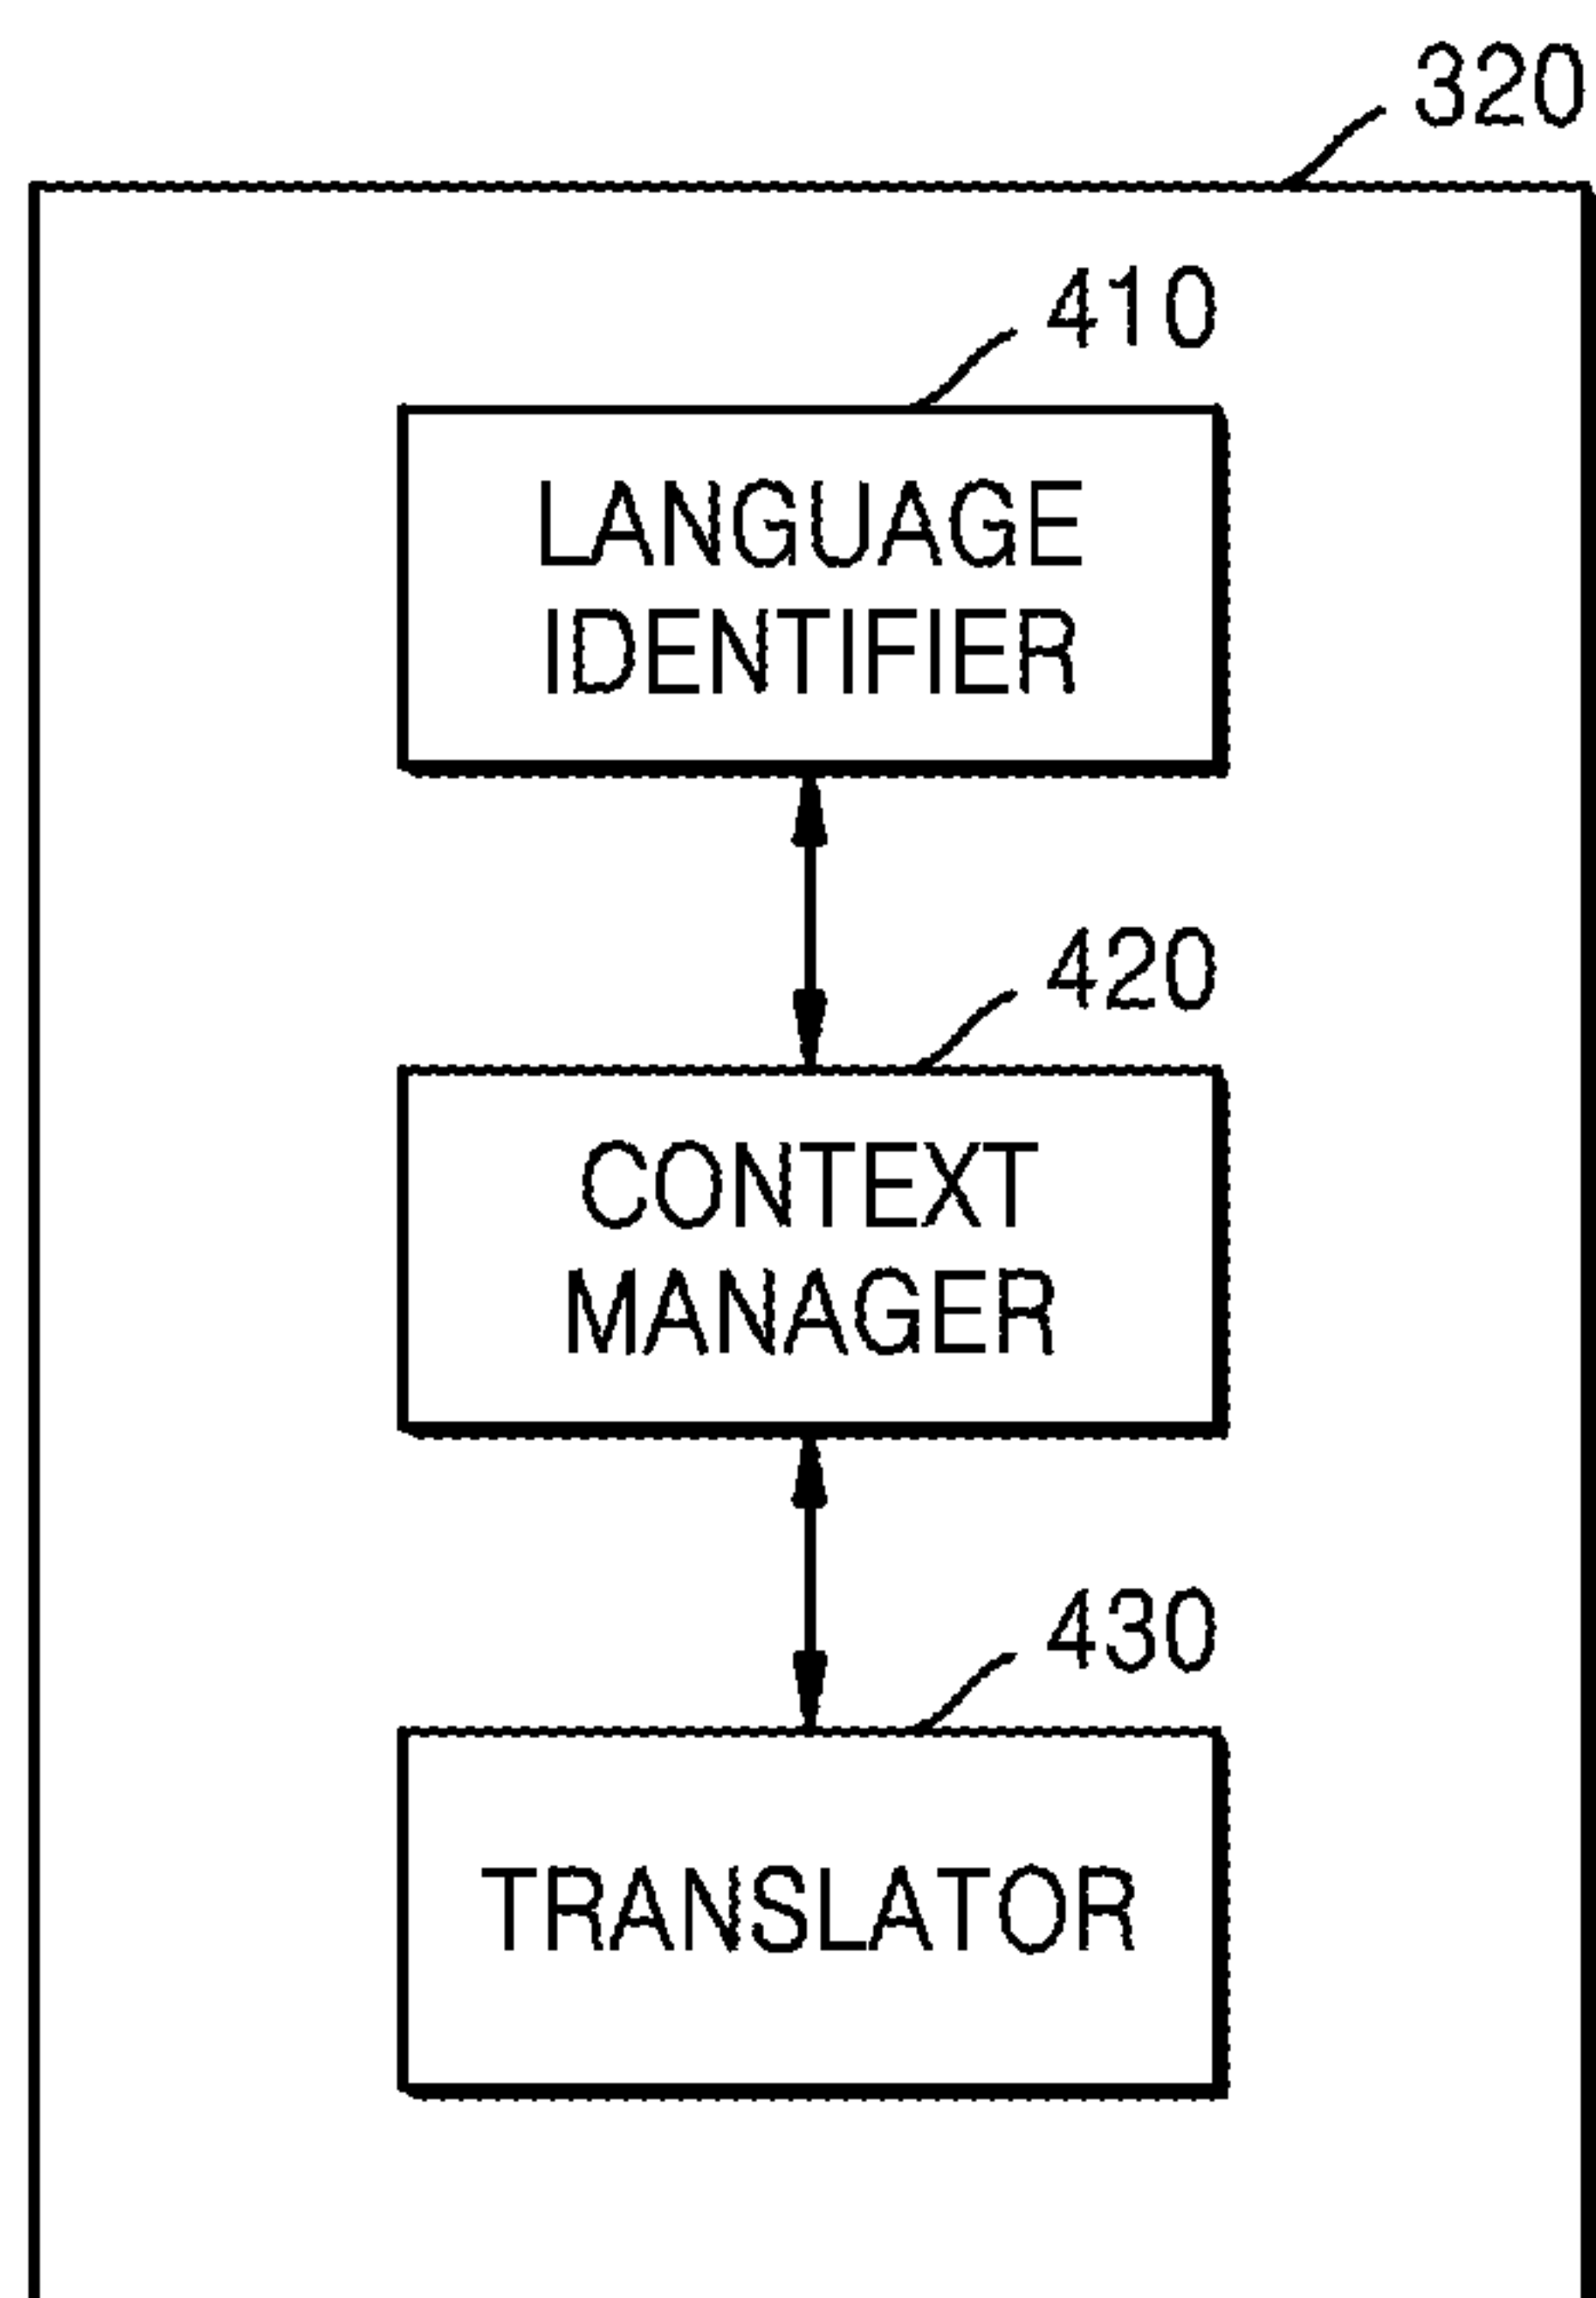 320
410
LANGUAGE
IDENTIFIER
420
CONTEXT
MANAGER
430
TRANSLATOR